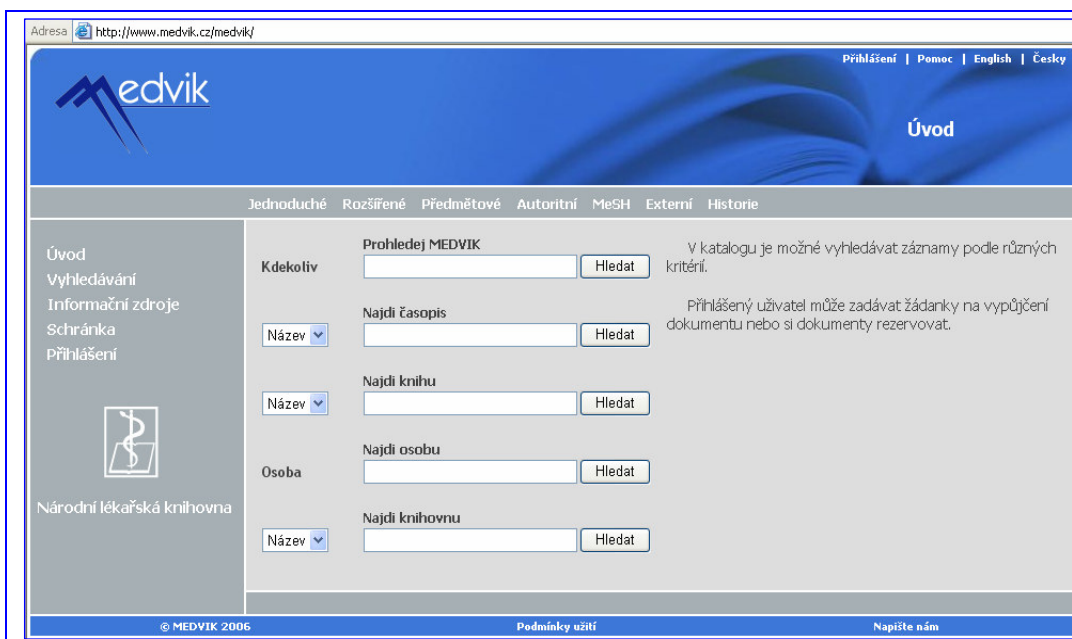 Adresa http://www.medvik.cz/medvik/
Přihlášení | Pomoc | English | Česky
Medvik
Úvod
Jednoduché Rozšířené Předmětové Autoritní MeSH Externí Historie
Úvod
Vyhledávání
Informační zdroje
Schránka
Přihlášení
Národní lékařská knihovna
Prohledej MEDVIK
Kdekoliv Hledat
Najdi časopis
Název Hledat
Najdi knihu
Název Hledat
Najdi osobu
Osoba Hledat
Najdi knihovnu
Název Hledat
V katalogu je možné vyhledávat záznamy podle různých
kritérií.
Přihlášený uživatel může zadávat žádanky na vypůjčení
dokumentu nebo si dokumenty rezervovat.
© MEDVIK 2006 Podmínky užití Napište nám